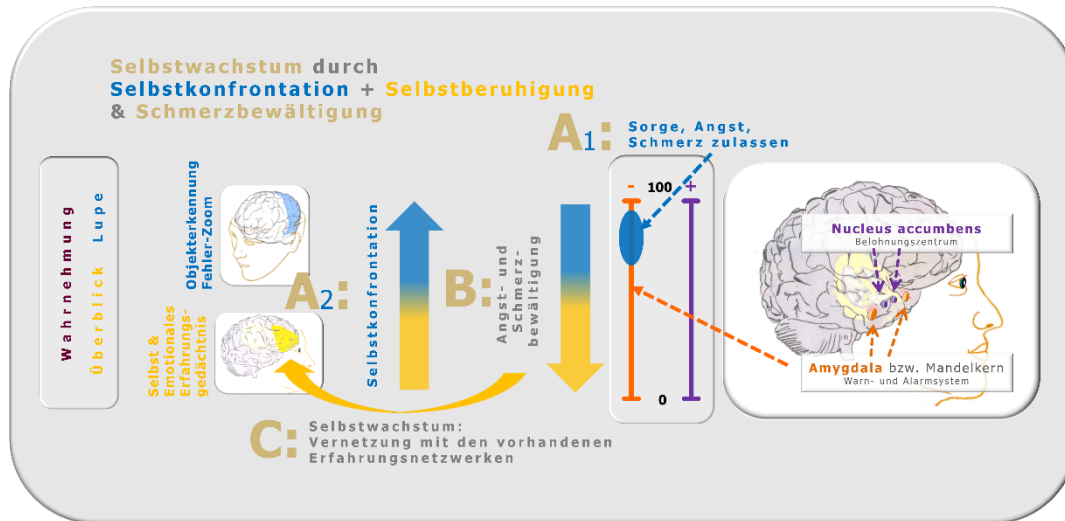 Selbstwachstum durch
Selbstkonfrontation + Selbstberuhigung
& Schmerzbewältigung
A1:
Sorge, Angst,
Schmerz zulassen
Wahrnehmung
Überblick Lupe
Objekterkennung
Fehler-Zoom
Selbst &
Emotionales
Erfahrungs-
gedächtnis
A2:
Selbstkonfrontation
B:
Angst- und
Schmerz-
bewältigung
- 100 +
0
Nucleus accumbens
Belohnungszentrum
Amygdala bzw. Mandelkern
Warn- und Alarmsystem
C:
Selbstwachstum:
Vernetzung mit den vorhandenen
Erfahrungsnetzwerken